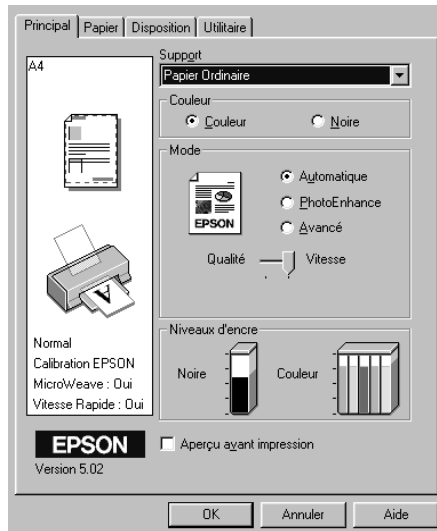 Principal Papier Disposition Utilitaire
A4
Support
Papier Ordinaire
Couleur
Couleur Noire
Mode
EPSON
Automatique
PhotoEnhance
Avancé
Qualité Vitesse
Niveaux d'encre
Noire Couleur
Normal
Calibration EPSON
MicroWeave : Oui
Vitesse Rapide : Oui
EPSON
Version 5.02
Aperçu avant impression
OK Annuler Aide